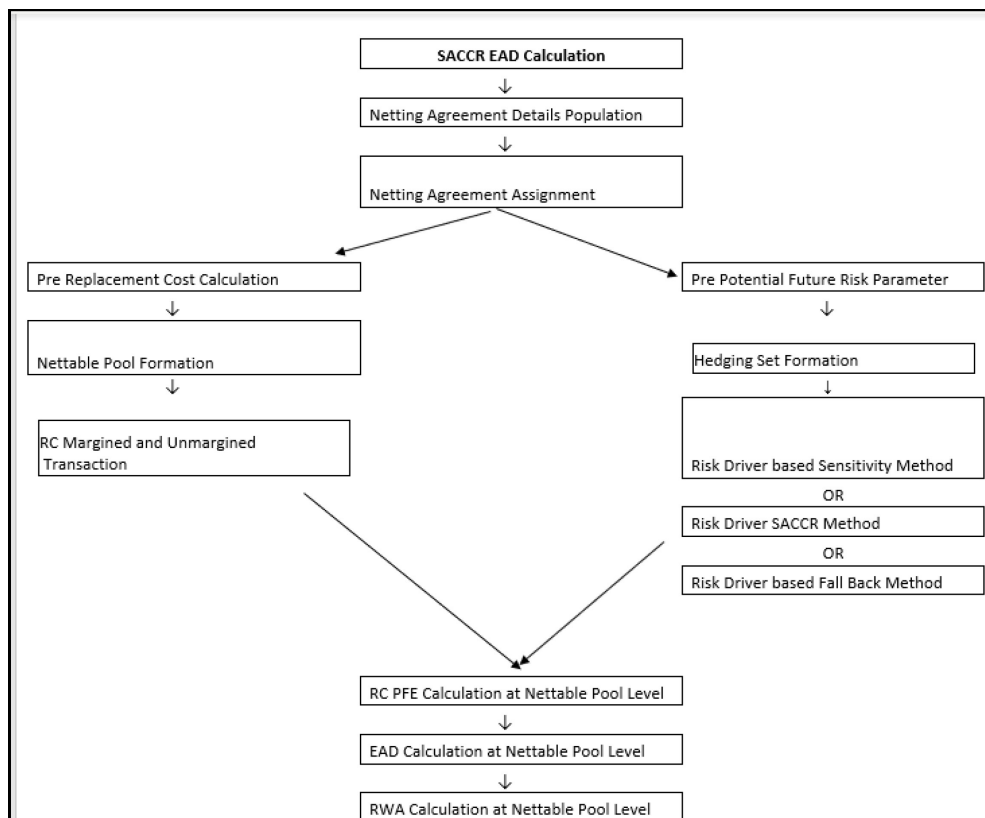 SACCR EAD Calculation
Netting Agreement Details Population
Netting Agreement Assignment
Pre Replacement Cost Calculation
Nettable Pool Formation
RC Margined and Unmargined
Transaction
Pre Potential Future Risk Parameter
Hedging Set Formation
Risk Driver based Sensitivity Method
OR
Risk Driver SACCR Method
OR
Risk Driver based Fall Back Method
RC PFE Calculation at Nettable Pool Level
EAD Calculation at Nettable Pool Level
RWA Calculation at Nettable Pool Level